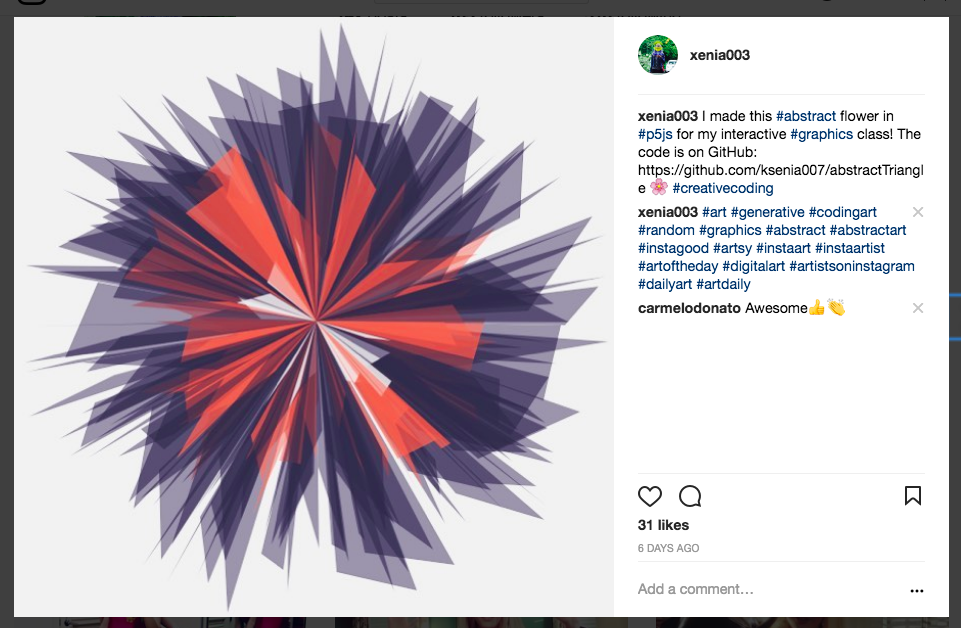 xenia003
xenia003 I made this #abstract flower in
#p5js for my interactive #graphics class! The
code is on GitHub:
https://github.com/ksenia007/abstractTriangl
e 🌸 #creativecoding
xenia003 #art #generative #codingart
#random #graphics #abstract #abstractart
#instagood #artsy #instaart #instaartist
#artoftheday #digitalart #artistsoninstagram
#dailyart #artdaily
carmelodonato Awesome👍👏
31 likes
6 DAYS AGO
Add a comment…